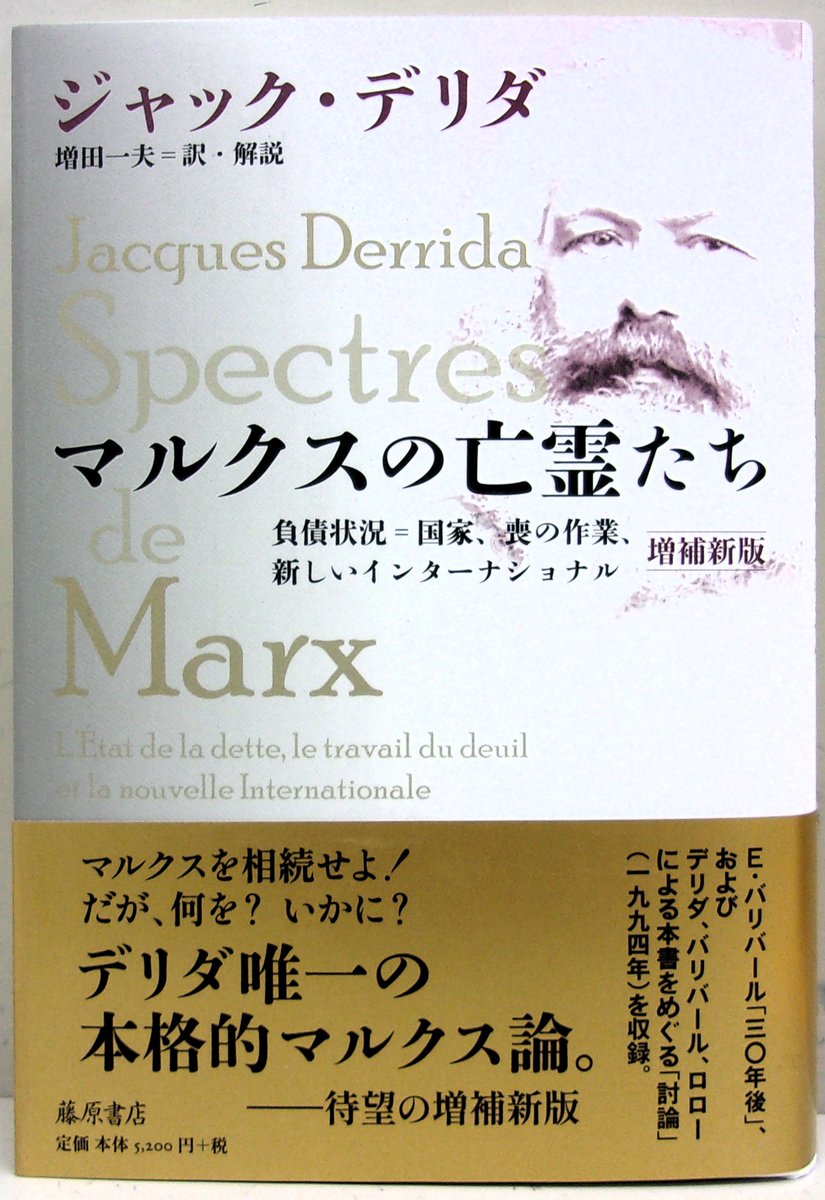 ジャック・デリダ
増田一夫＝訳・解説
Jacques Derrida
Spectres
マルクスの亡霊たち
de
負債状況＝国家、喪の作業、
新しいインターナショナル
増補新版
Marx
L'État de la dette, le travail du deuil
et la nouvelle Internationale
マルクスを相続せよ！
だが、何を？ いかに？
デリダ唯一の
本格的マルクス論。
──待望の増補新版
藤原書店
定価 本体 5,200 円＋税
E・バリバール「三〇年後」、
および
デリダ、バリバール、ロロー
による本書をめぐる「討論」
（一九九四年）を収録。